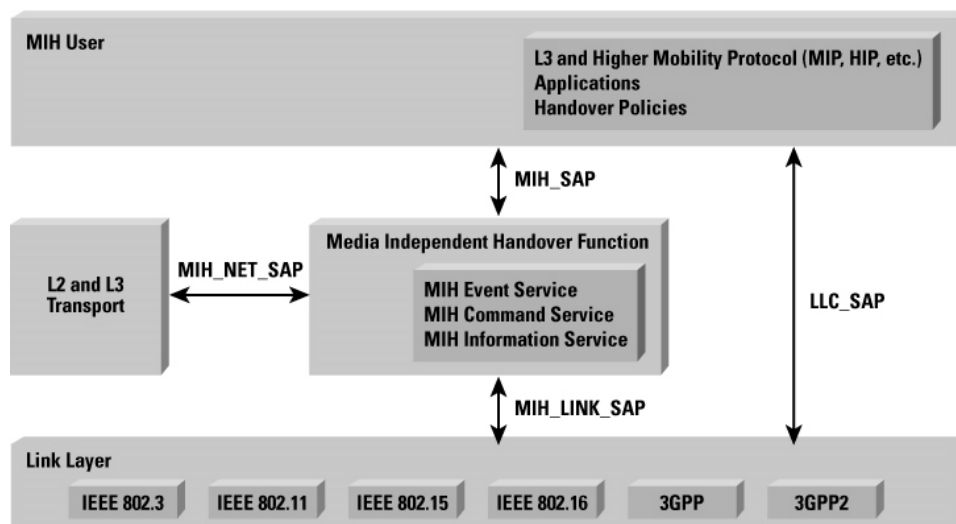 MIH User
L3 and Higher Mobility Protocol (MIP, HIP, etc.)
Applications
Handover Policies
MIH_SAP
Media Independent Handover Function
MIH_NET_SAP
L2 and L3
Transport
MIH Event Service
MIH Command Service
MIH Information Service
LLC_SAP
MIH_LINK_SAP
Link Layer
IEEE 802.3
IEEE 802.11
IEEE 802.15
IEEE 802.16
3GPP
3GPP2